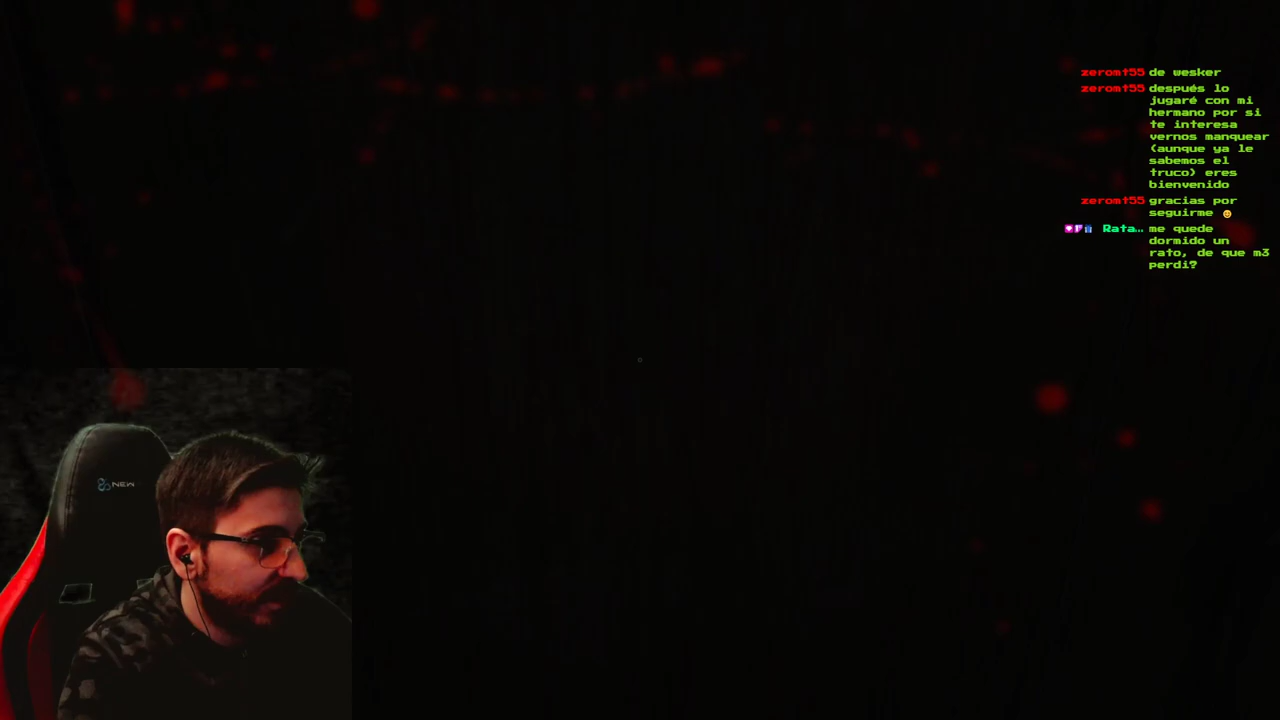 zeromt55 de wesker
zeromt55 después lo
jugaré con mi
hermano por si
te interesa
vernos manquear
(aunque ya le
sabemos el
truco) eres
bienvenido
zeromt55 gracias por
seguirme
Rata… me quede
dormido un
rato, de que m3
perdi?
NEW